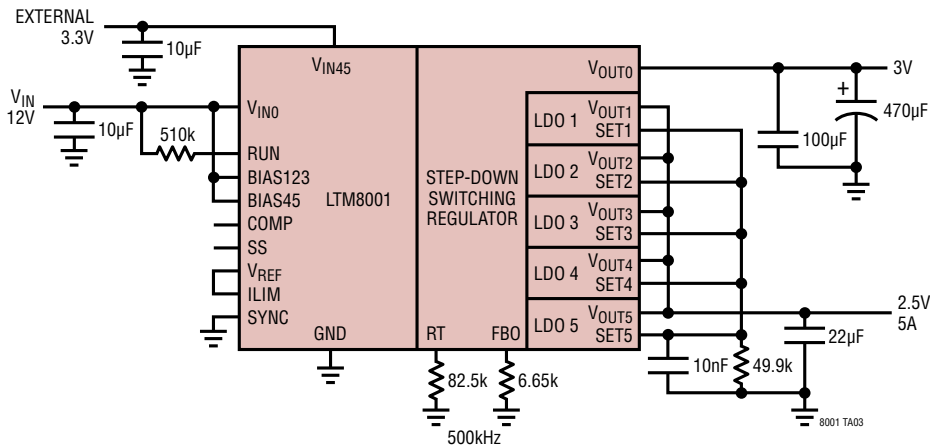 EXTERNAL
3.3V
10µF
VIN45
VIN
12V
10µF
510k
VIN0
RUN
BIAS123
BIAS45
COMP
SS
VREF
ILIM
SYNC
LTM8001
GND
STEP-DOWN
SWITCHING
REGULATOR
RT
FBO
82.5k
6.65k
500kHz
VOUT0
LDO 1
VOUT1
SET1
LDO 2
VOUT2
SET2
LDO 3
VOUT3
SET3
LDO 4
VOUT4
SET4
LDO 5
VOUT5
SET5
3V
+
470µF
100µF
2.5V
5A
22µF
10nF
49.9k
8001 TA03